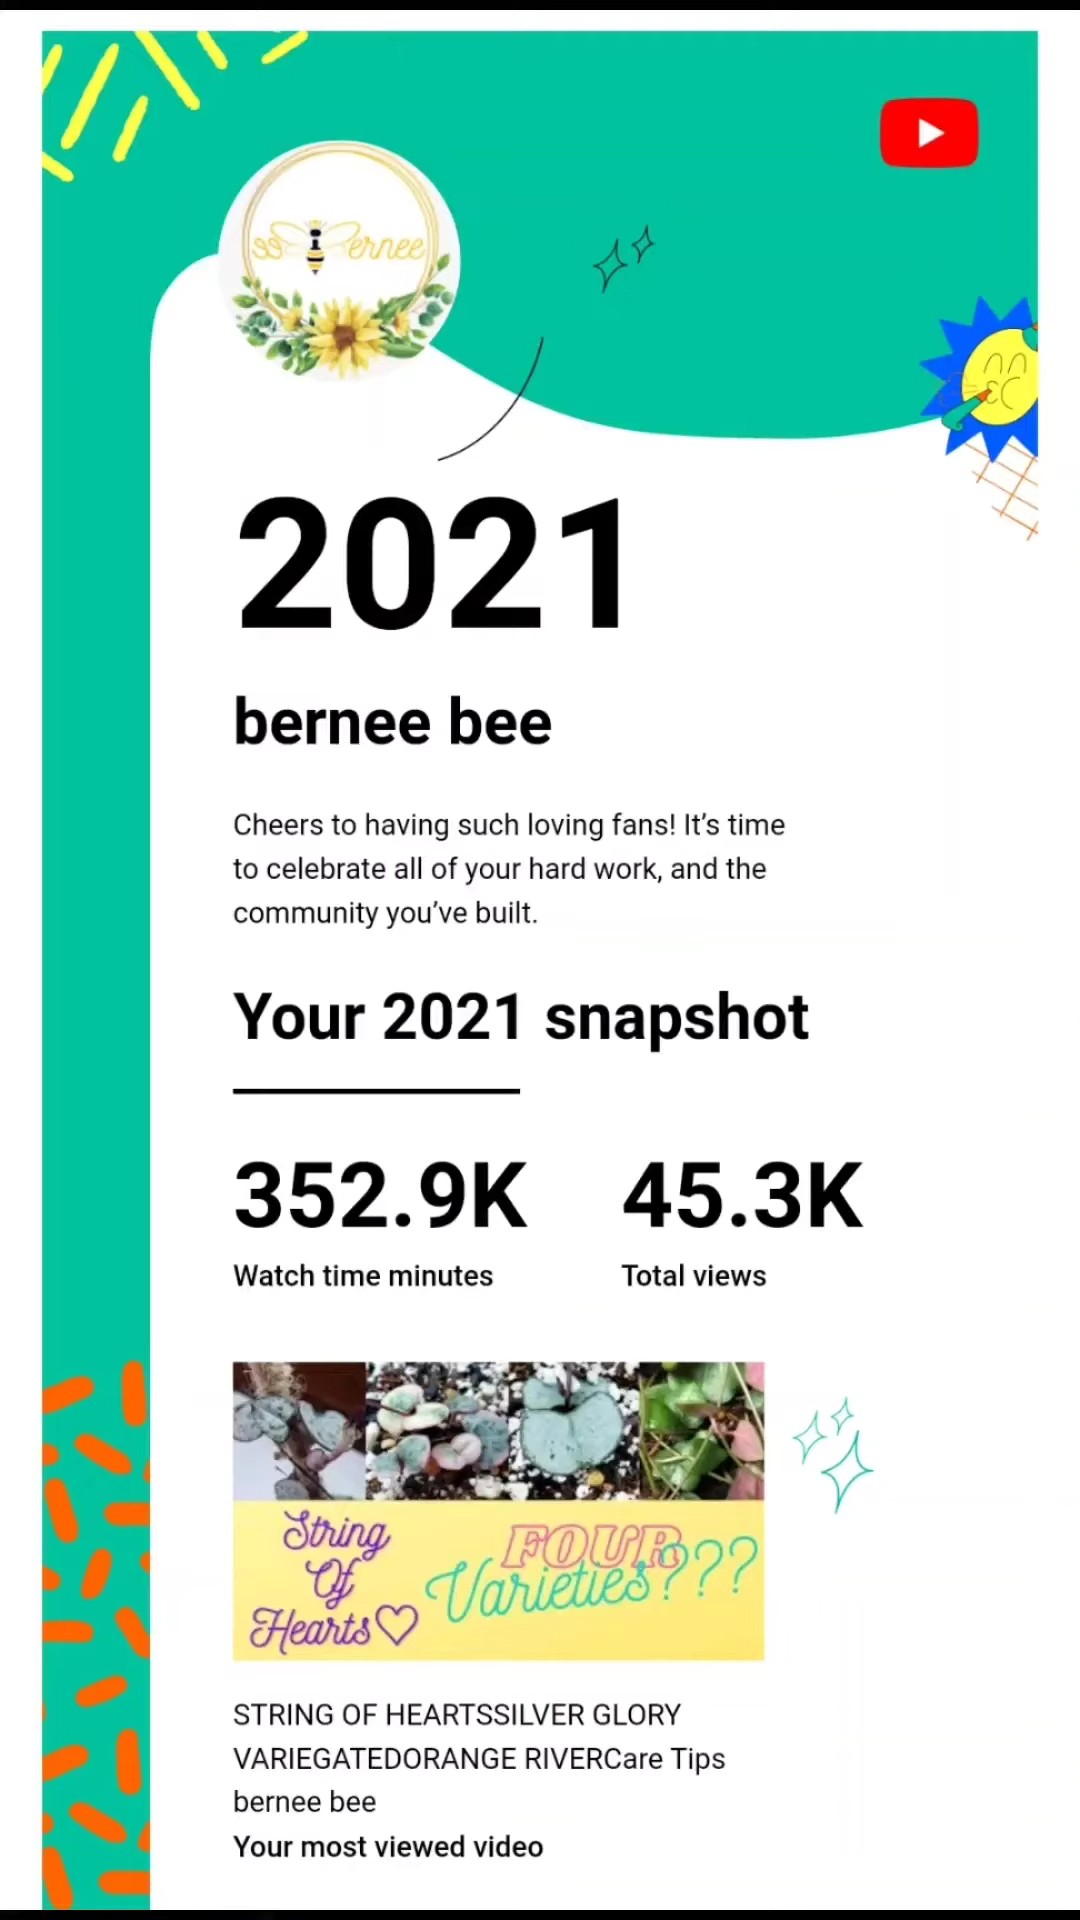 ee Bernee
2021
bernee bee
Cheers to having such loving fans! It’s time
to celebrate all of your hard work, and the
community you’ve built.
Your 2021 snapshot
352.9K
Watch time minutes
45.3K
Total views
String
Of
Hearts
FOUR
Varieties???
STRING OF HEARTSSILVER GLORY
VARIEGATEDORANGE RIVERCare Tips
bernee bee
Your most viewed video